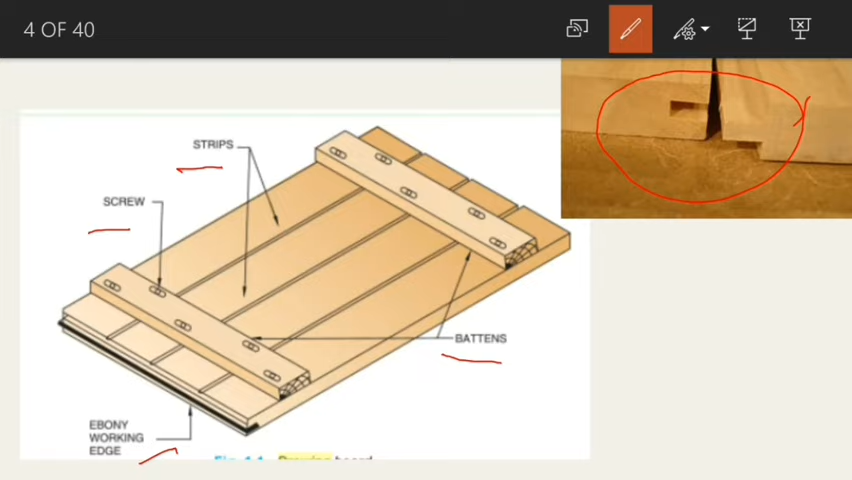 4 OF 40
STRIPS
SCREW
BATTENS
EBONY
WORKING
EDGE